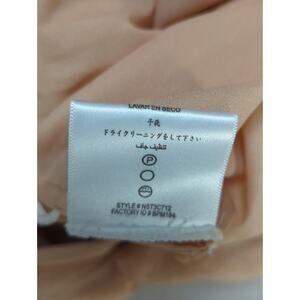 LAVAR EN SECO
干洗
ドライクリーニングをして下さい
تنظيف جاف
P
STYLE # N5T3C712
FACTORY ID # BPM184